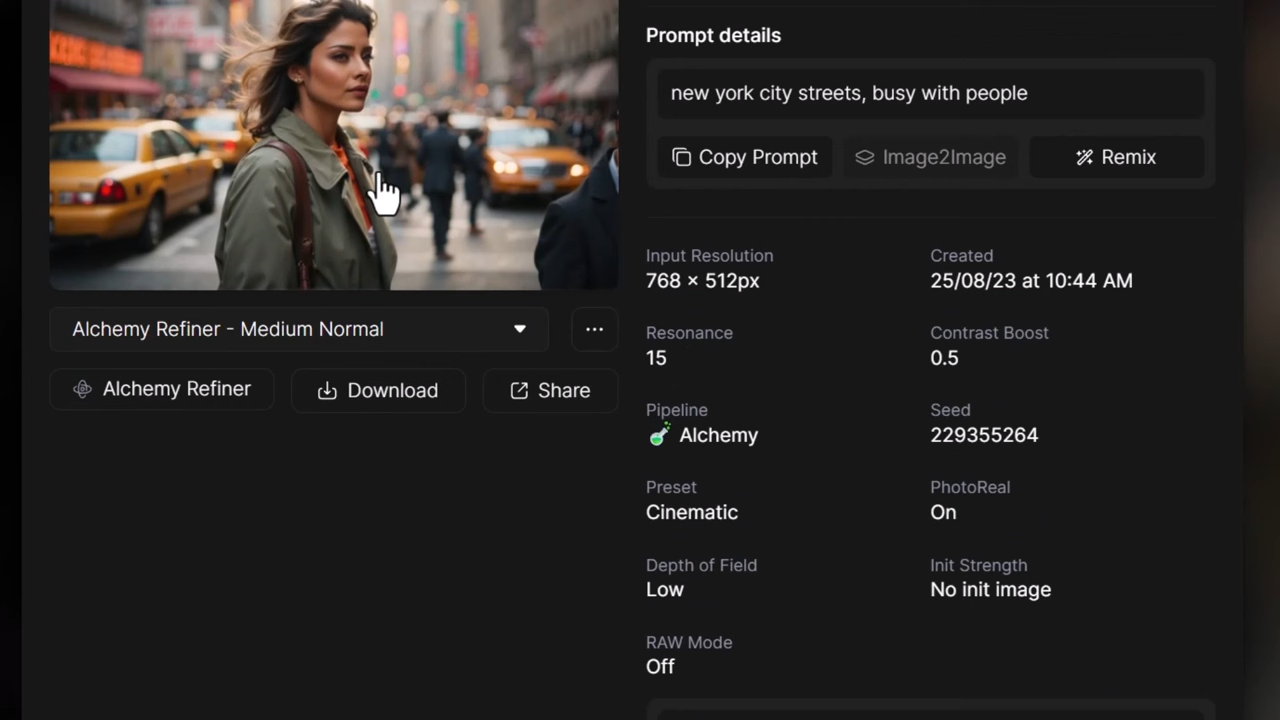 Prompt details
new york city streets, busy with people
Copy Prompt
Image2Image
Remix
Input Resolution
768 × 512px
Created
25/08/23 at 10:44 AM
Resonance
15
Contrast Boost
0.5
Pipeline
Alchemy
Seed
229355264
Preset
Cinematic
PhotoReal
On
Depth of Field
Low
Init Strength
No init image
RAW Mode
Off
Alchemy Refiner - Medium Normal
Alchemy Refiner
Download
Share